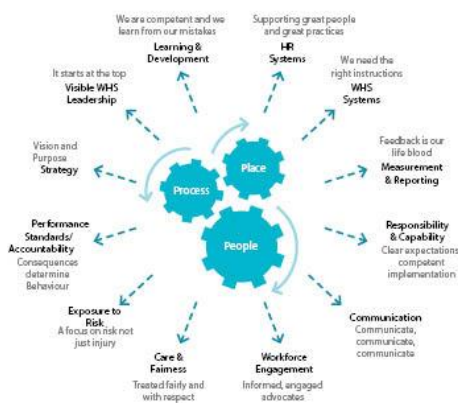 We are competent and we
learn from our mistakes
Learning &
Development
Supporting great people
and great practices
HR
Systems
It starts at the top
Visible WHS
Leadership
We need the
right instructions
WHS
Systems
Vision and
Purpose
Strategy
Feedback is our
life blood
Measurement
& Reporting
Process
Place
People
Performance
Standards/
Accountability
Consequences
determine
Behaviour
Responsibility
& Capability
Clear expectations
competent
implementation
Exposure to
Risk
A focus on risk not
just injury
Communication
Communicate,
communicate,
communicate
Care &
Fairness
Treated fairly and
with respect
Workforce
Engagement
Informed, engaged
advocates